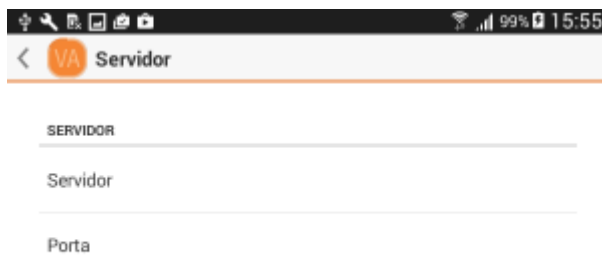 99% 15:55
VA Servidor
SERVIDOR
Servidor
Porta